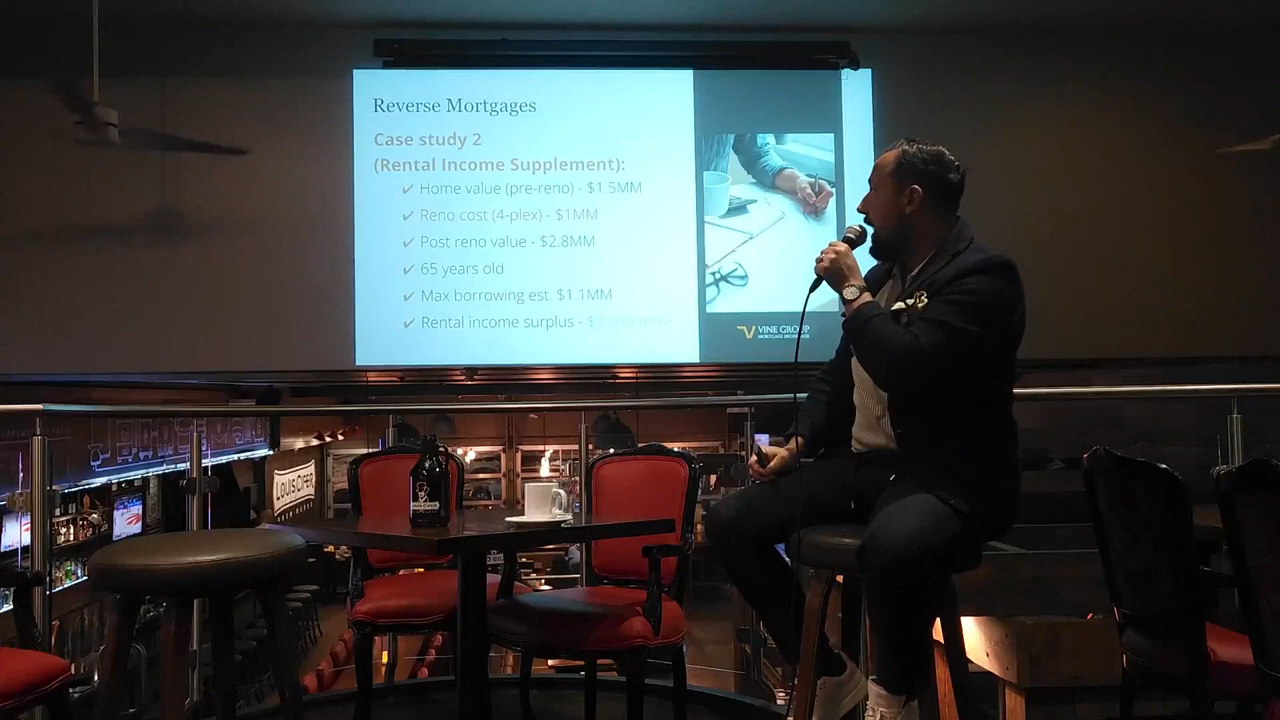 Reverse Mortgages
Case study 2
(Rental Income Supplement):
✔ Home value (pre-reno) - $1.5MM
✔ Reno cost (4-plex) - $1MM
✔ Post reno value - $2.8MM
✔ 65 years old
✔ Max borrowing est. $1.1MM
✔ Rental income surplus -
VINE GROUP
MORTGAGE BROKERAGE
LOUIS CIFER